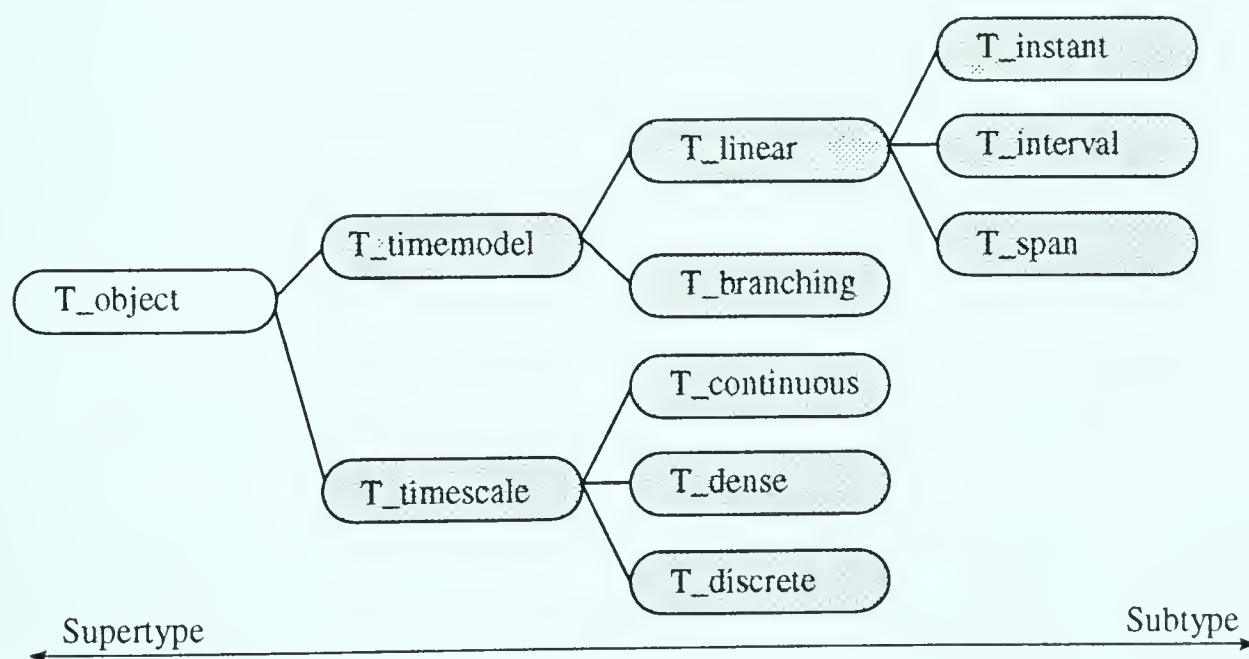 T_instant
T_linear
T_interval
T_timemodel
T_span
T_object
T_branching
T_continuous
T_timescale
T_dense
T_discrete
Supertype
Subtype